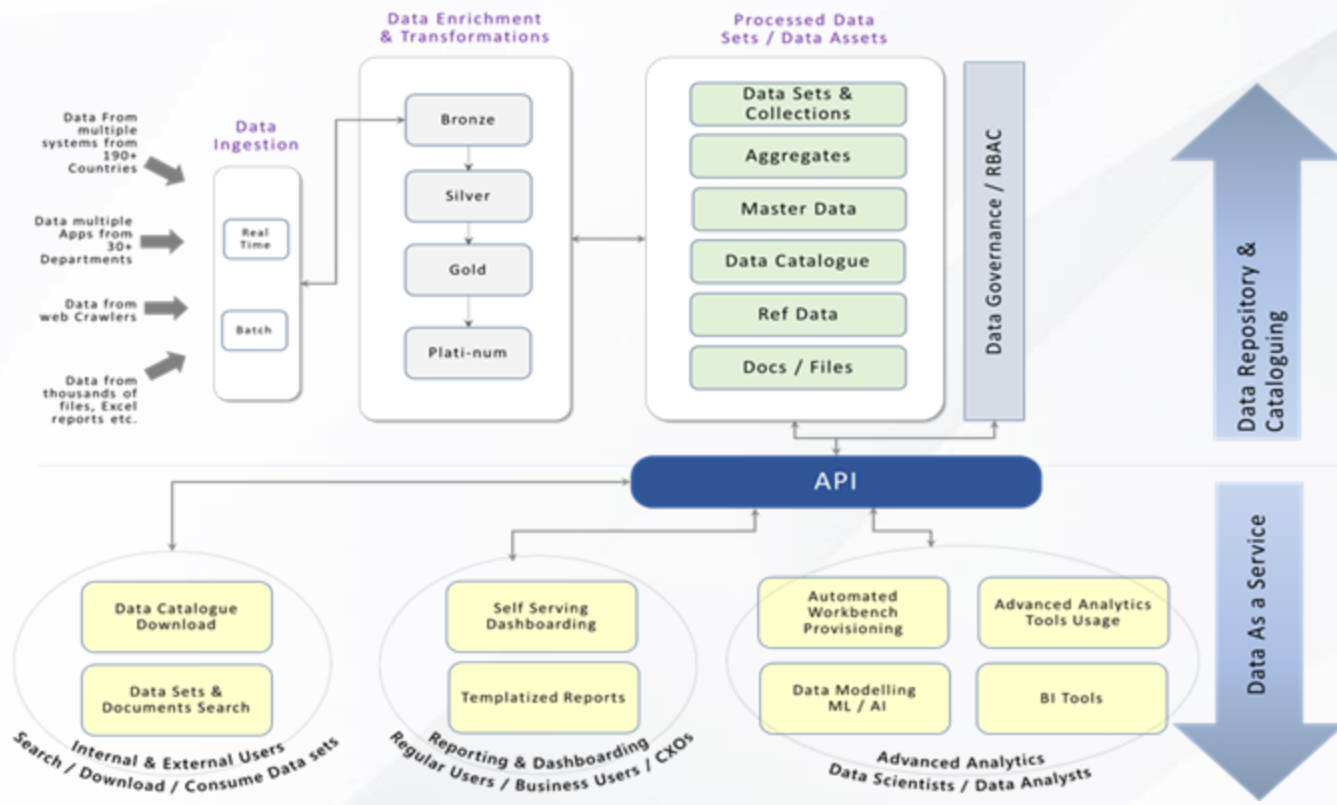 Data Enrichment
& Transformations
Processed Data
Sets / Data Assets
Data From
multiple
systems from
190+
Countries
Data multiple
Apps from
30+
Departments
Data from
web Crawlers
Data from
thousands of
files, Excel
reports etc.
Data
Ingestion
Real
Time
Batch
Bronze
Silver
Gold
Plati-num
Data Sets &
Collections
Aggregates
Master Data
Data Catalogue
Ref Data
Docs / Files
Data Governance / RBAC
Data Repository &
Cataloguing
API
Data Catalogue
Download
Data Sets &
Documents Search
Internal & External Users
Search / Download / Consume Data sets
Self Serving
Dashboarding
Templatized Reports
Reporting & Dashboarding
Regular Users / Business Users / CXOs
Automated
Workbench
Provisioning
Advanced Analytics
Tools Usage
Data Modelling
ML / AI
BI Tools
Advanced Analytics
Data Scientists / Data Analysts
Data As a Service